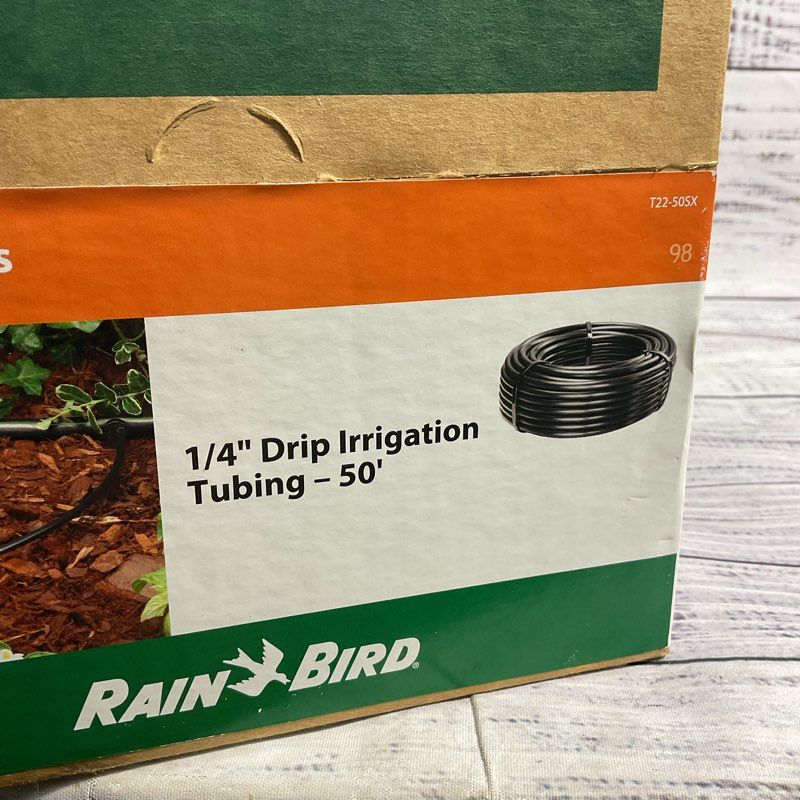 T22-50SX
s
98
1/4" Drip Irrigation
Tubing – 50'
RAIN BIRD®